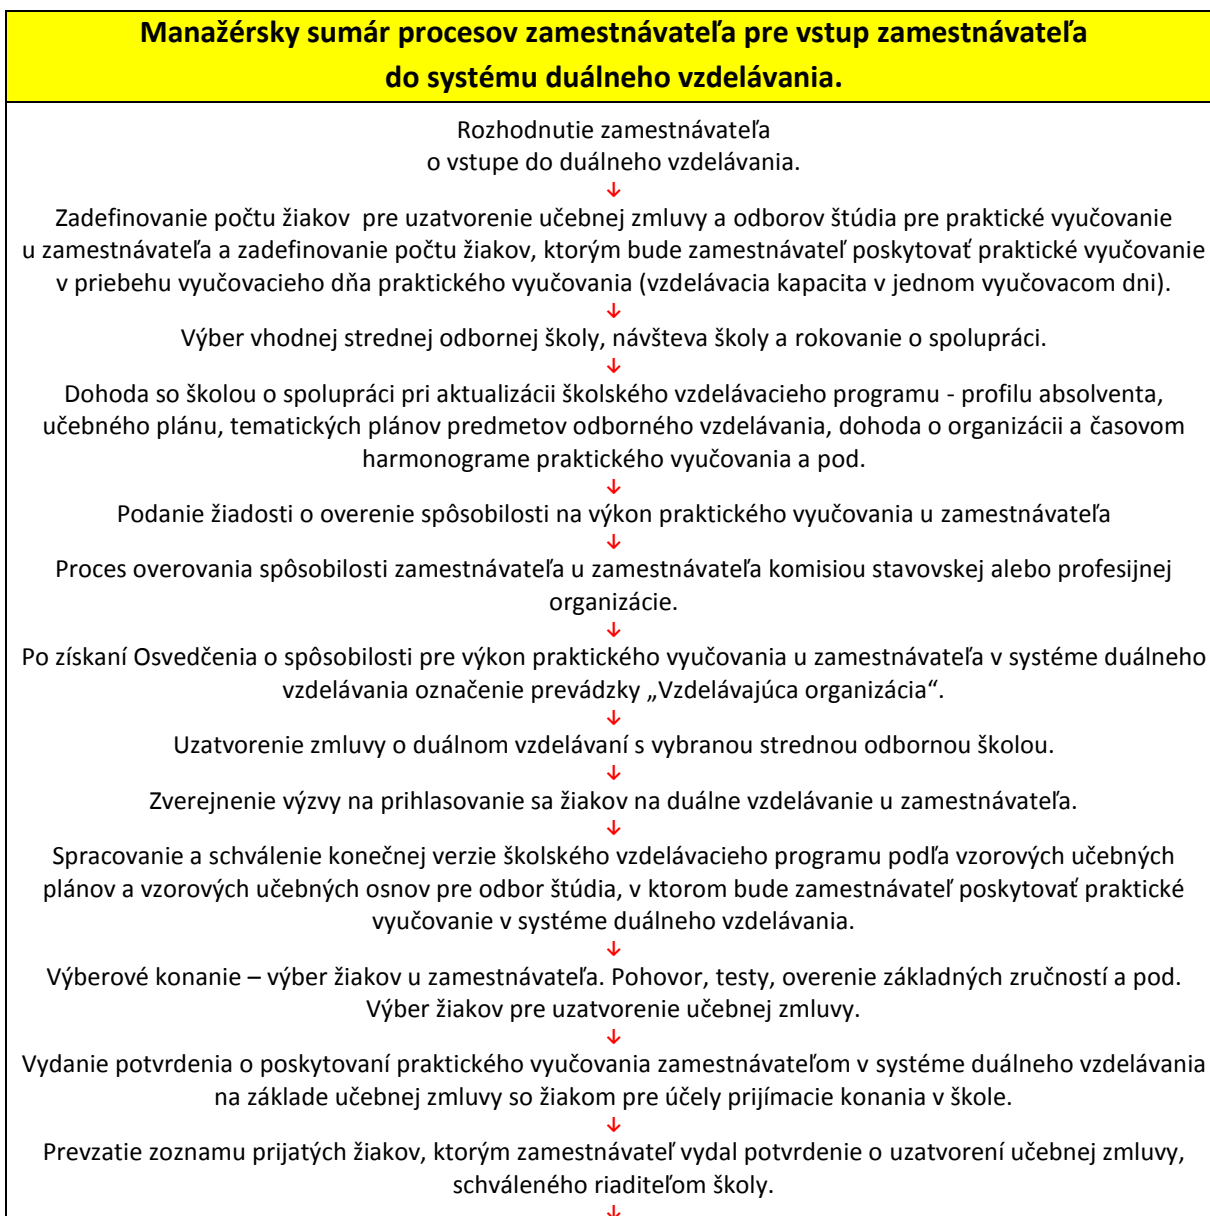 Manažérsky sumár procesov zamestnávateľa pre vstup zamestnávateľa
do systému duálneho vzdelávania.
Rozhodnutie zamestnávateľa
o vstupe do duálneho vzdelávania.
↓
Zadefinovanie počtu žiakov  pre uzatvorenie učebnej zmluvy a odborov štúdia pre praktické vyučovanie
u zamestnávateľa a zadefinovanie počtu žiakov, ktorým bude zamestnávateľ poskytovať praktické vyučovanie
v priebehu vyučovacieho dňa praktického vyučovania (vzdelávacia kapacita v jednom vyučovacom dni).
↓
Výber vhodnej strednej odbornej školy, návšteva školy a rokovanie o spolupráci.
↓
Dohoda so školou o spolupráci pri aktualizácii školského vzdelávacieho programu - profilu absolventa,
učebného plánu, tematických plánov predmetov odborného vzdelávania, dohoda o organizácii a časovom
harmonograme praktického vyučovania a pod.
↓
Podanie žiadosti o overenie spôsobilosti na výkon praktického vyučovania u zamestnávateľa
↓
Proces overovania spôsobilosti zamestnávateľa u zamestnávateľa komisiou stavovskej alebo profesijnej
organizácie.
↓
Po získaní Osvedčenia o spôsobilosti pre výkon praktického vyučovania u zamestnávateľa v systéme duálneho
vzdelávania označenie prevádzky „Vzdelávajúca organizácia“.
↓
Uzatvorenie zmluvy o duálnom vzdelávaní s vybranou strednou odbornou školou.
↓
Zverejnenie výzvy na prihlasovanie sa žiakov na duálne vzdelávanie u zamestnávateľa.
↓
Spracovanie a schválenie konečnej verzie školského vzdelávacieho programu podľa vzorových učebných
plánov a vzorových učebných osnov pre odbor štúdia, v ktorom bude zamestnávateľ poskytovať praktické
vyučovanie v systéme duálneho vzdelávania.
↓
Výberové konanie – výber žiakov u zamestnávateľa. Pohovor, testy, overenie základných zručností a pod.
Výber žiakov pre uzatvorenie učebnej zmluvy.
↓
Vydanie potvrdenia o poskytovaní praktického vyučovania zamestnávateľom v systéme duálneho vzdelávania
na základe učebnej zmluvy so žiakom pre účely prijímacie konania v škole.
↓
Prevzatie zoznamu prijatých žiakov, ktorým zamestnávateľ vydal potvrdenie o uzatvorení učebnej zmluvy,
schváleného riaditeľom školy.
↓